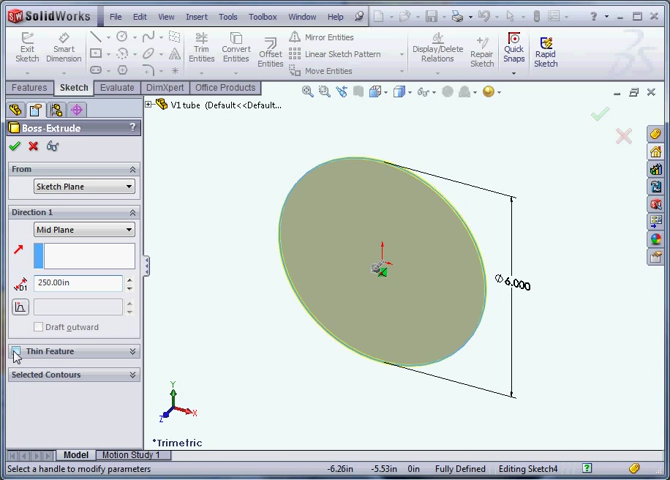 SolidWorks
File Edit View Insert Tools Toolbox Window Help
Exit Sketch
Smart Dimension
Trim Entities
Convert Entities
Offset Entities
Mirror Entities
Linear Sketch Pattern
Move Entities
Display/Delete Relations
Repair Sketch
Quick Snaps
Rapid Sketch
Features Sketch Evaluate DimXpert Office Products
V1 tube (Default<<Default...
Boss-Extrude ?
From
Sketch Plane
Direction 1
Mid Plane
D1 250.00in
Draft outward
Thin Feature
Selected Contours
Ø6.000
Y
X
Z
*Trimetric
Model Motion Study 1
Select a handle to modify parameters -6.26in -5.53in 0in Fully Defined Editing Sketch4